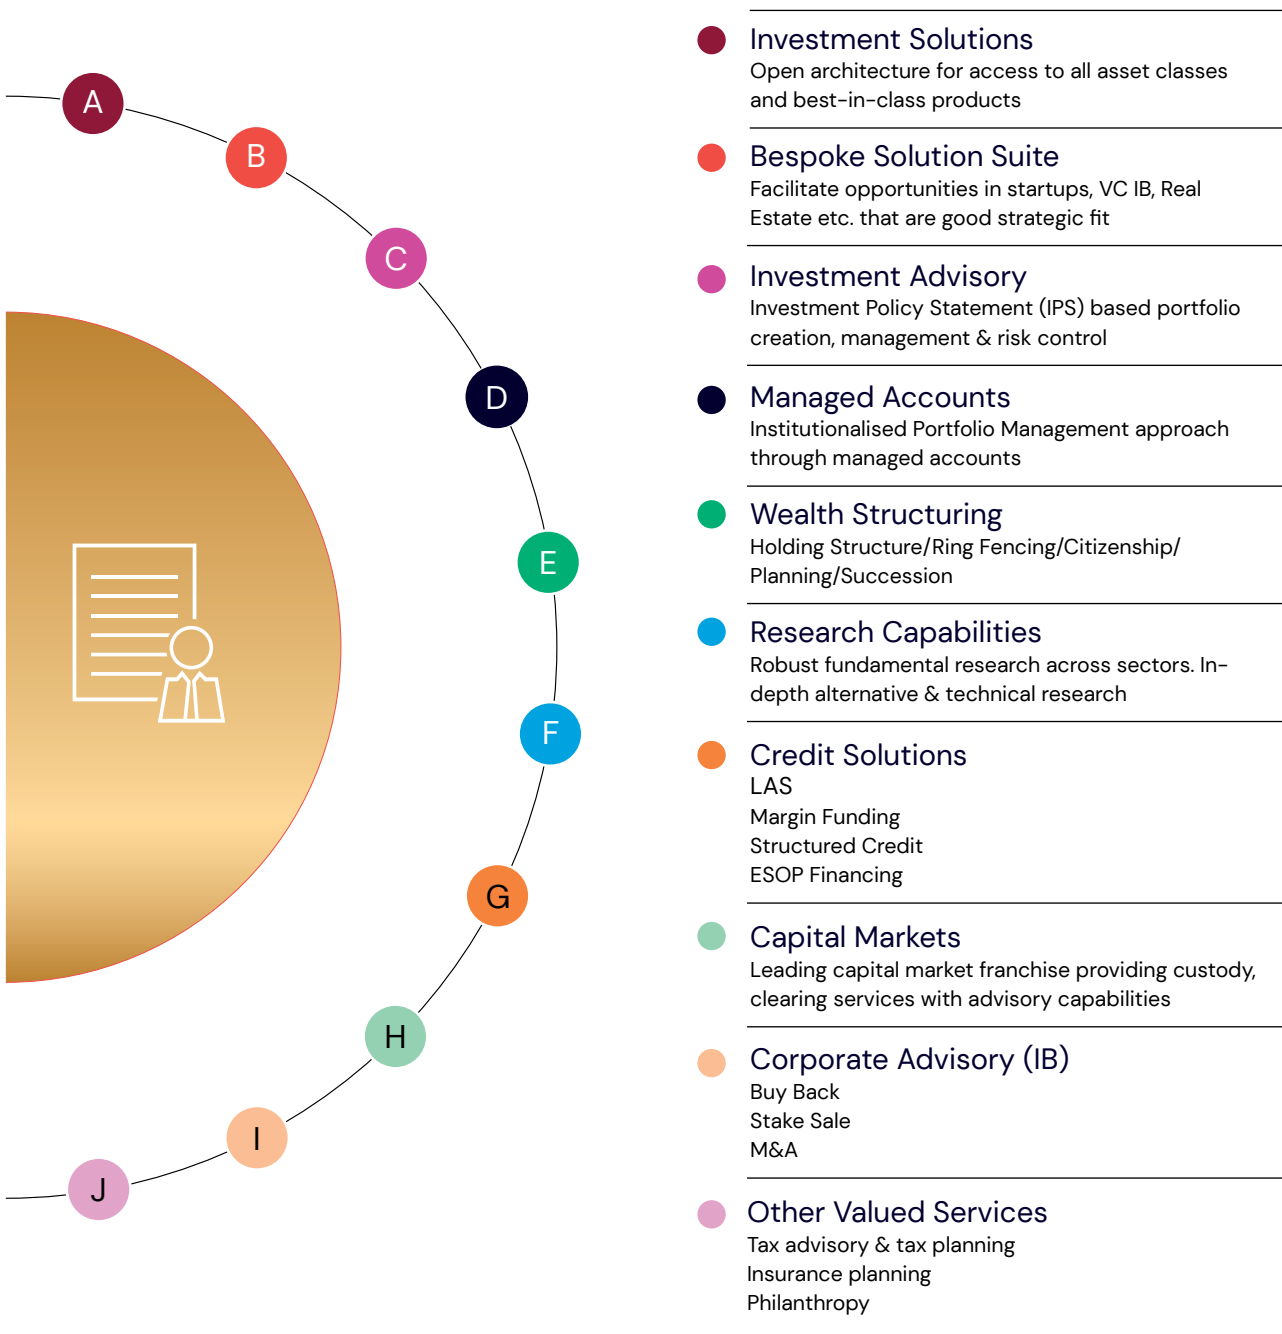 A
B
C
D
E
F
G
H
I
J
Investment Solutions
Open architecture for access to all asset classes
and best-in-class products
Bespoke Solution Suite
Facilitate opportunities in startups, VC IB, Real
Estate etc. that are good strategic fit
Investment Advisory
Investment Policy Statement (IPS) based portfolio
creation, management & risk control
Managed Accounts
Institutionalised Portfolio Management approach
through managed accounts
Wealth Structuring
Holding Structure/Ring Fencing/Citizenship/
Planning/Succession
Research Capabilities
Robust fundamental research across sectors. In-
depth alternative & technical research
Credit Solutions
LAS
Margin Funding
Structured Credit
ESOP Financing
Capital Markets
Leading capital market franchise providing custody,
clearing services with advisory capabilities
Corporate Advisory (IB)
Buy Back
Stake Sale
M&A
Other Valued Services
Tax advisory & tax planning
Insurance planning
Philanthropy